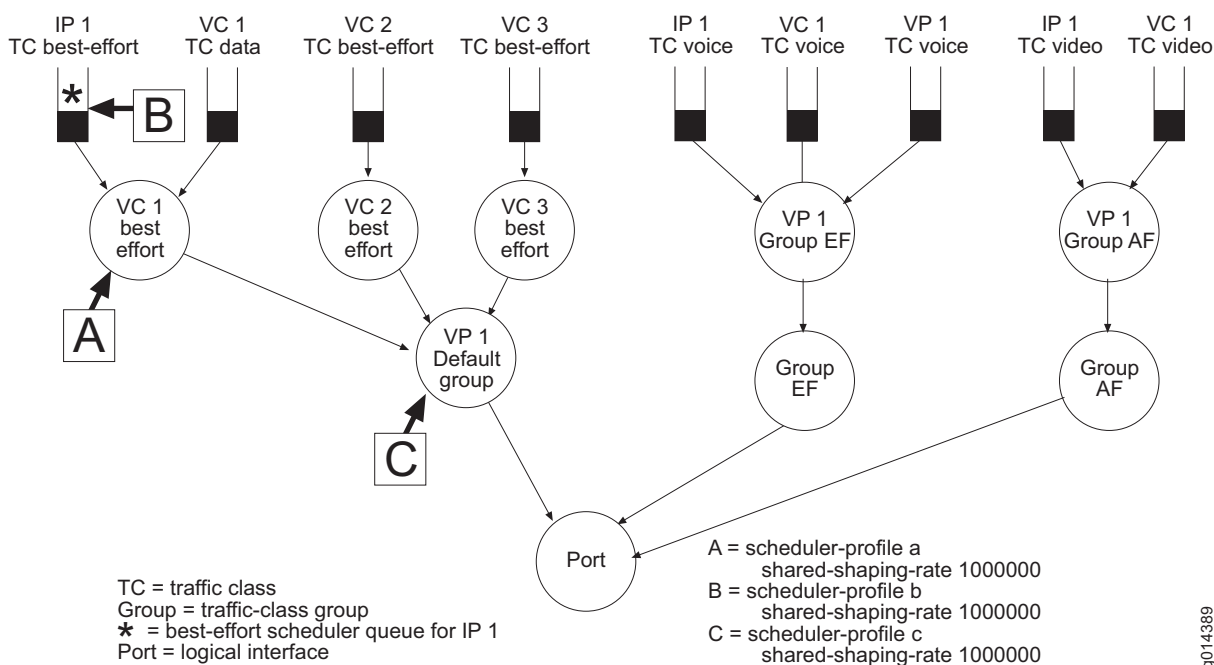 IP 1
TC best-effort
VC 1
TC data
VC 2
TC best-effort
VC 3
TC best-effort
IP 1
TC voice
VC 1
TC voice
VP 1
TC voice
IP 1
TC video
VC 1
TC video
*
B
VC 1
best
effort
VC 2
best
effort
VC 3
best
effort
VP 1
Group EF
VP 1
Group AF
A
VP 1
Default
group
Group
EF
Group
AF
C
Port
TC = traffic class
Group = traffic-class group
* = best-effort scheduler queue for IP 1
Port = logical interface
A = scheduler-profile a
shared-shaping-rate 1000000
B = scheduler-profile b
shared-shaping-rate 1000000
C = scheduler-profile c
shared-shaping-rate 1000000
g014389